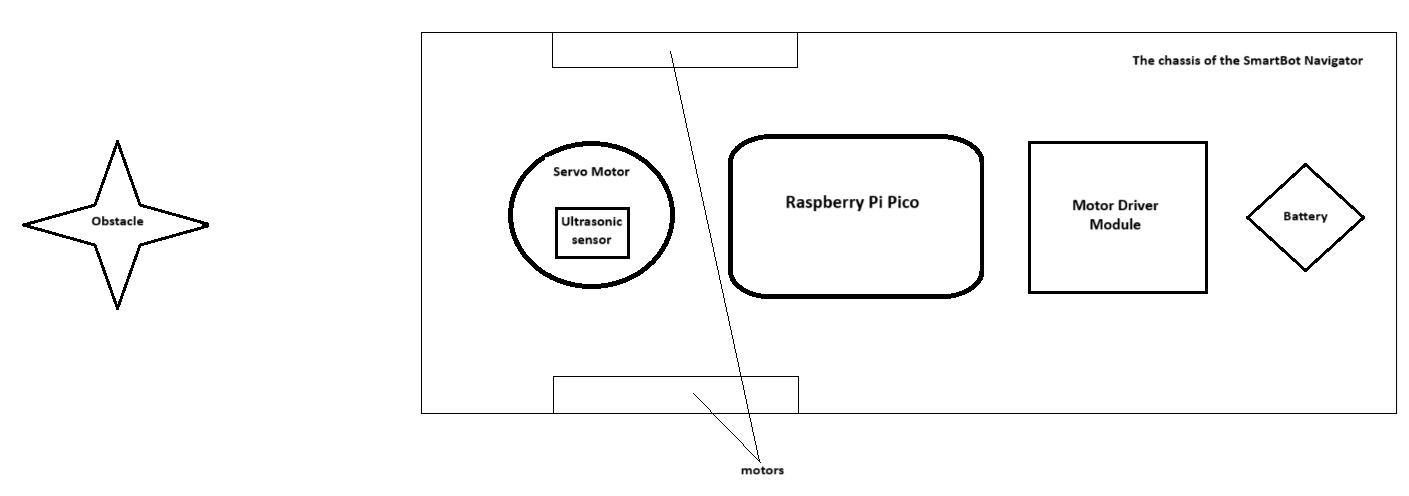 The chassis of the SmartBot Navigator
Obstacle
Servo Motor
Ultrasonic
sensor
Raspberry Pi Pico
Motor Driver
Module
Battery
motors